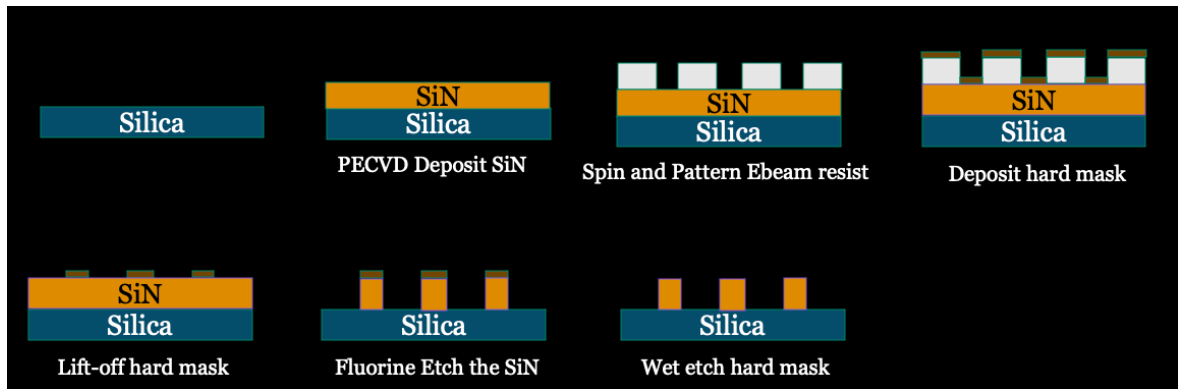 Silica
SiN
Silica
PECVD Deposit SiN
SiN
Silica
Spin and Pattern Ebeam resist
SiN
Silica
Deposit hard mask
SiN
Silica
Lift-off hard mask
Silica
Fluorine Etch the SiN
Silica
Wet etch hard mask